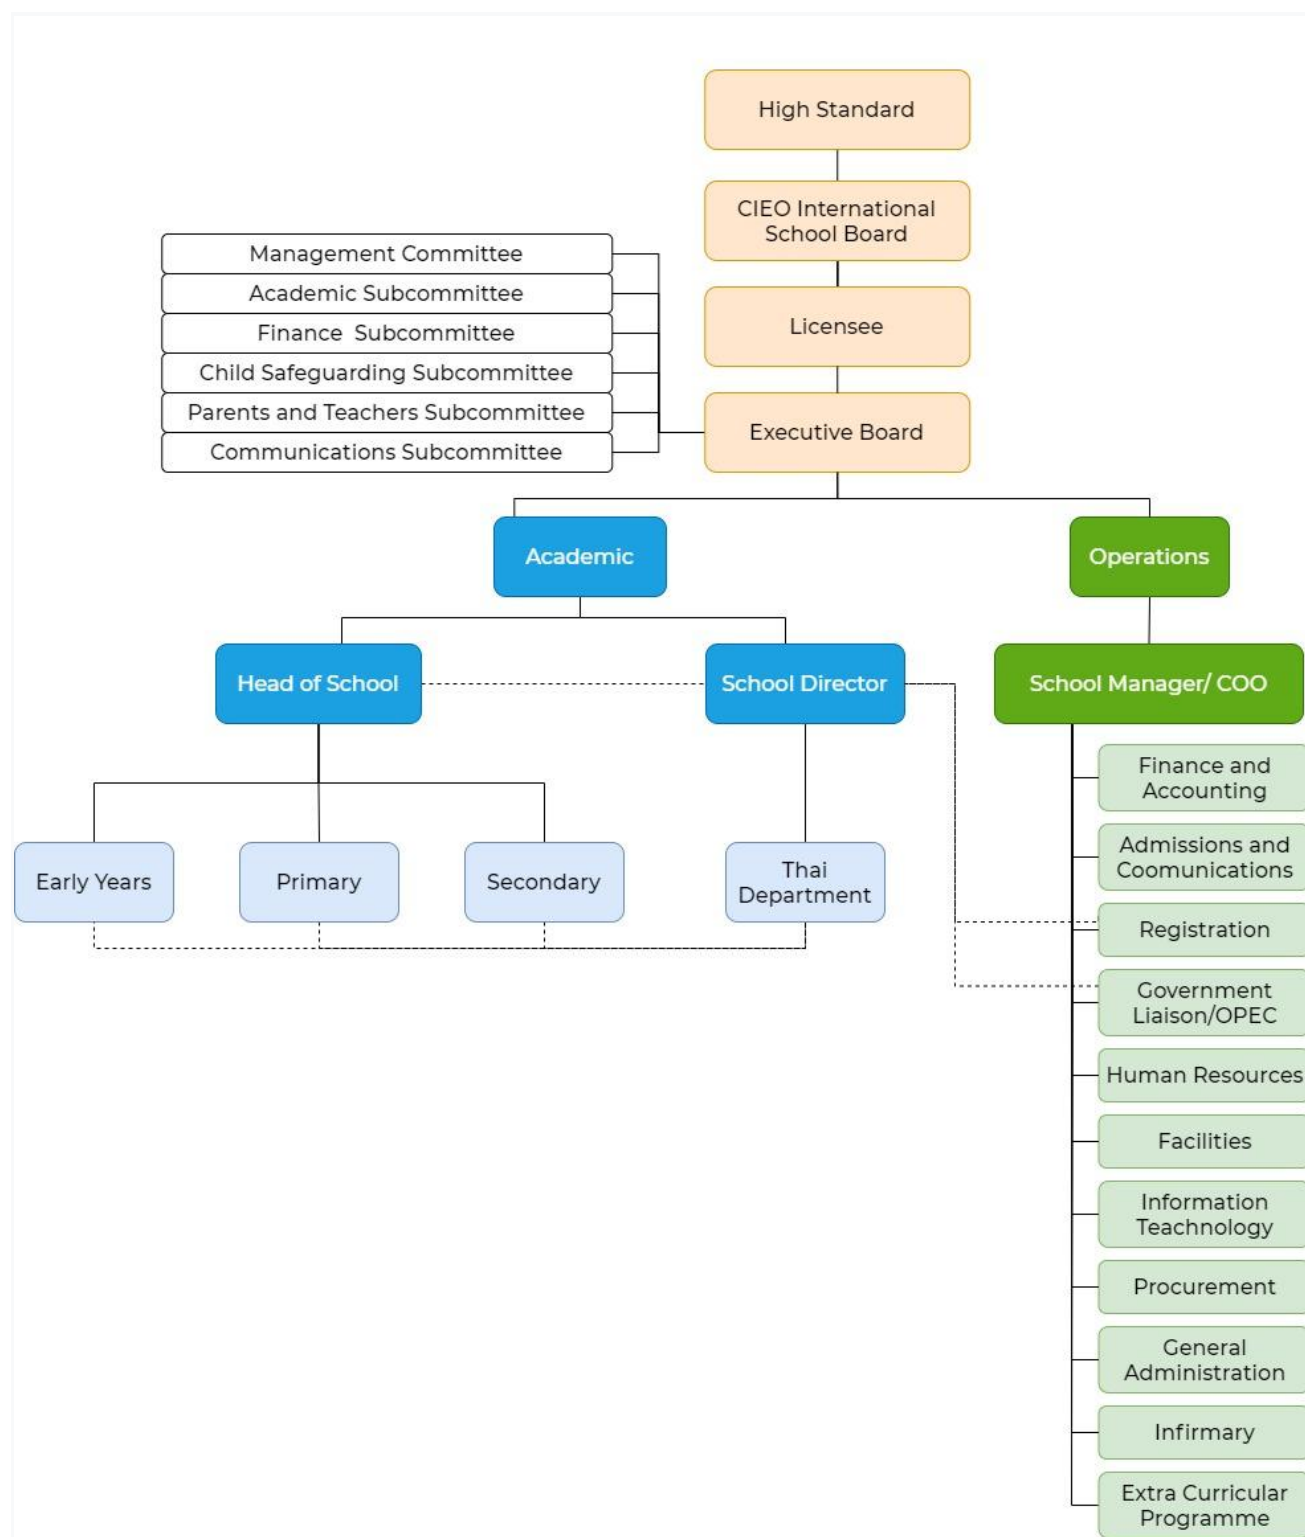 High Standard
CIEO International
School Board
Management Committee
Academic Subcommittee
Finance  Subcommittee
Child Safeguarding Subcommittee
Parents and Teachers Subcommittee
Communications Subcommittee
Licensee
Executive Board
Academic
Operations
Head of School
School Director
School Manager/ COO
Early Years
Primary
Secondary
Thai
Department
Finance and
Accounting
Admissions and
Coomunications
Registration
Government
Liaison/OPEC
Human Resources
Facilities
Information
Teachnology
Procurement
General
Administration
Infirmary
Extra Curricular
Programme